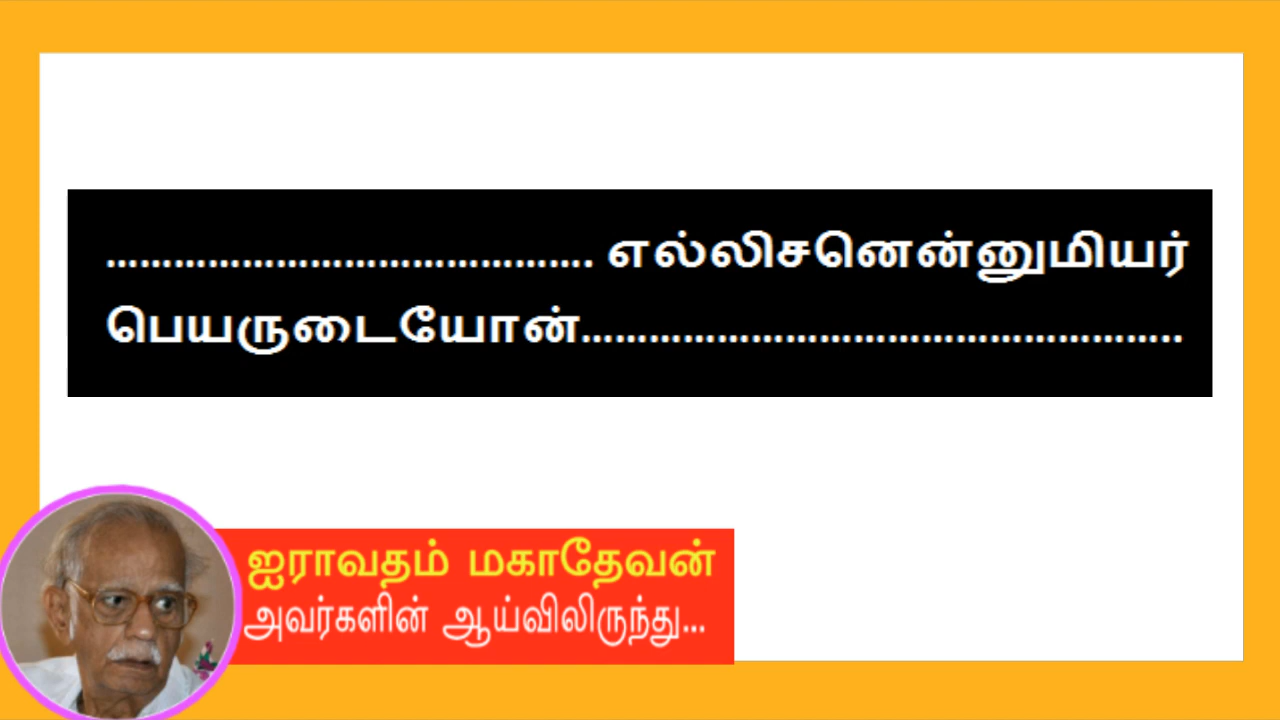 ........................................... எல்லிசனென்னுமியர்
பெயருடையோன்.....................................................
ஐராவதம் மகாதேவன்
அவர்களின் ஆய்விலிருந்து...